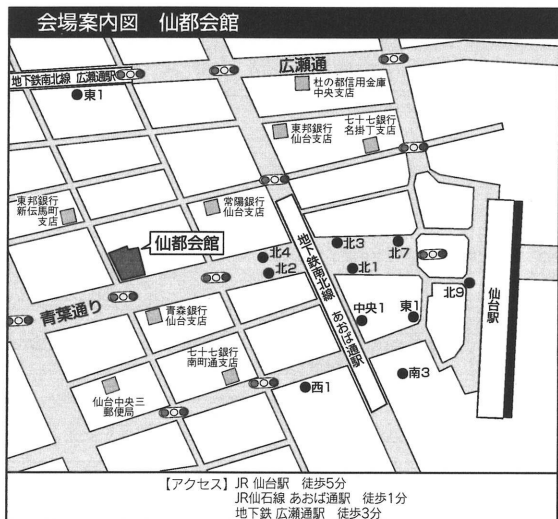 会場案内図 仙都会館
地下鉄南北線 広瀬通駅
広瀬通
東1
杜の都信用金庫
中央支店
東邦銀行
仙台支店
七十七銀行
名掛丁支店
東邦銀行
新伝馬町
支店
常陽銀行
仙台支店
仙都会館
地下鉄南北線 あおば通駅
北4
北2
北3
北1
北7
北9
仙台駅
青葉通り
青森銀行
仙台支店
中央1
東1
七十七銀行
南町通支店
南3
西1
仙台中央三
郵便局
【アクセス】JR 仙台駅 徒歩5分
JR仙石線 あおば通駅 徒歩1分
地下鉄 広瀬通駅 徒歩3分